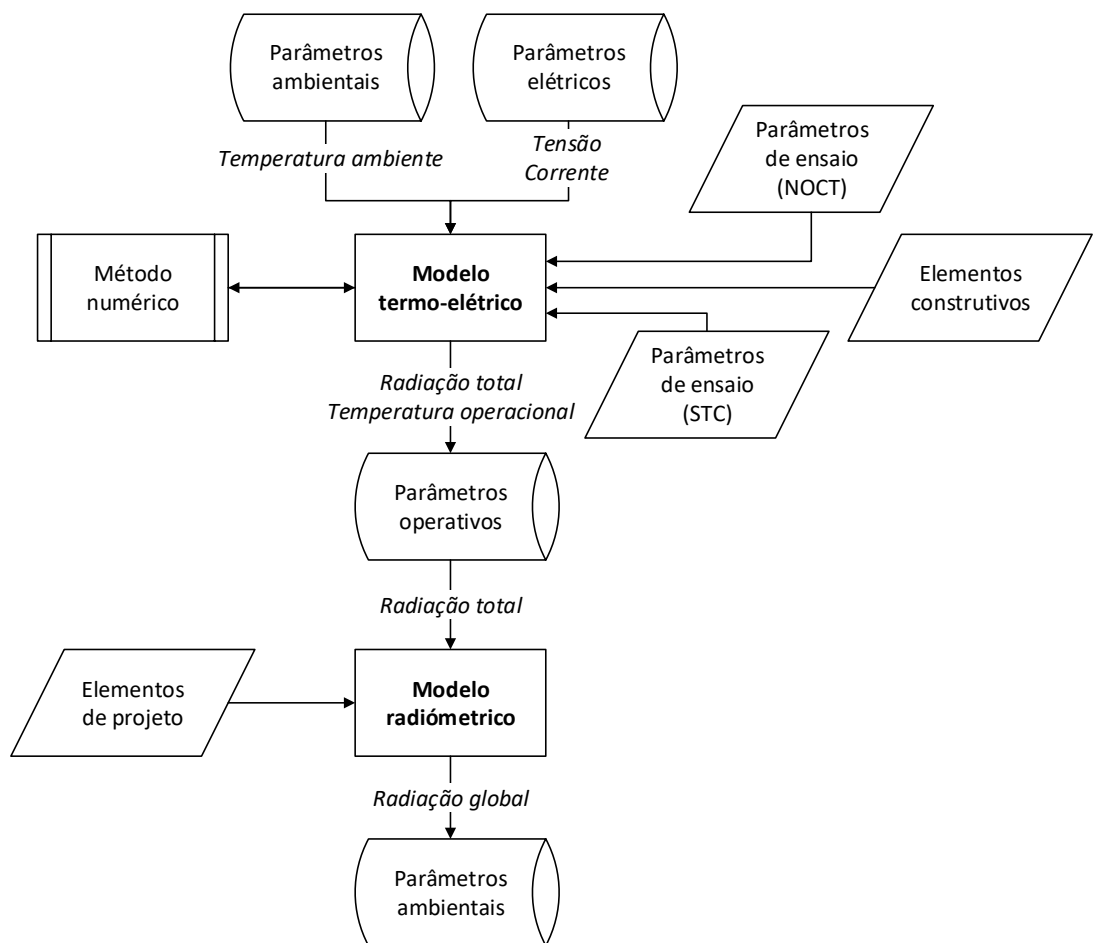 Parâmetros
ambientais
Parâmetros
elétricos
Temperatura ambiente
Tensão
Corrente
Parâmetros
de ensaio
(NOCT)
Método
numérico
Modelo
termo-elétrico
Elementos
construtivos
Parâmetros
de ensaio
(STC)
Radiação total
Temperatura operacional
Parâmetros
operativos
Radiação total
Elementos
de projeto
Modelo
radiómetrico
Radiação global
Parâmetros
ambientais